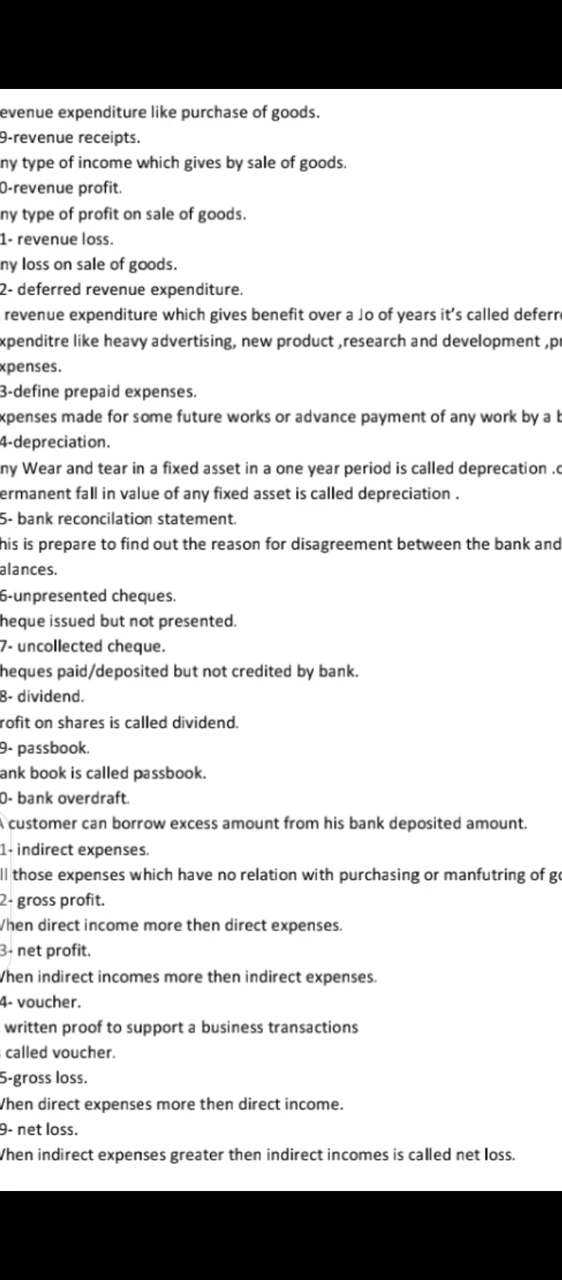 evenue expenditure like purchase of goods.
9-revenue receipts.
ny type of income which gives by sale of goods.
0-revenue profit.
ny type of profit on sale of goods.
1- revenue loss.
ny loss on sale of goods.
2- deferred revenue expenditure.
revenue expenditure which gives benefit over a Jo of years it's called deferre
xpenditre like heavy advertising, new product ,research and development ,pr
xpenses.
3-define prepaid expenses.
xpenses made for some future works or advance payment of any work by a b
4-depreciation.
ny Wear and tear in a fixed asset in a one year period is called deprecation .o
ermanent fall in value of any fixed asset is called depreciation .
5- bank reconcilation statement.
his is prepare to find out the reason for disagreement between the bank and
alances.
6-unpresented cheques.
heque issued but not presented.
7- uncollected cheque.
heques paid/deposited but not credited by bank.
8- dividend.
rofit on shares is called dividend.
9- passbook.
ank book is called passbook.
0- bank overdraft.
A customer can borrow excess amount from his bank deposited amount.
1- indirect expenses.
ll those expenses which have no relation with purchasing or manfutring of go
2- gross profit.
When direct income more then direct expenses.
3- net profit.
When indirect incomes more then indirect expenses.
4- voucher.
written proof to support a business transactions
called voucher.
5-gross loss.
When direct expenses more then direct income.
9- net loss.
When indirect expenses greater then indirect incomes is called net loss.